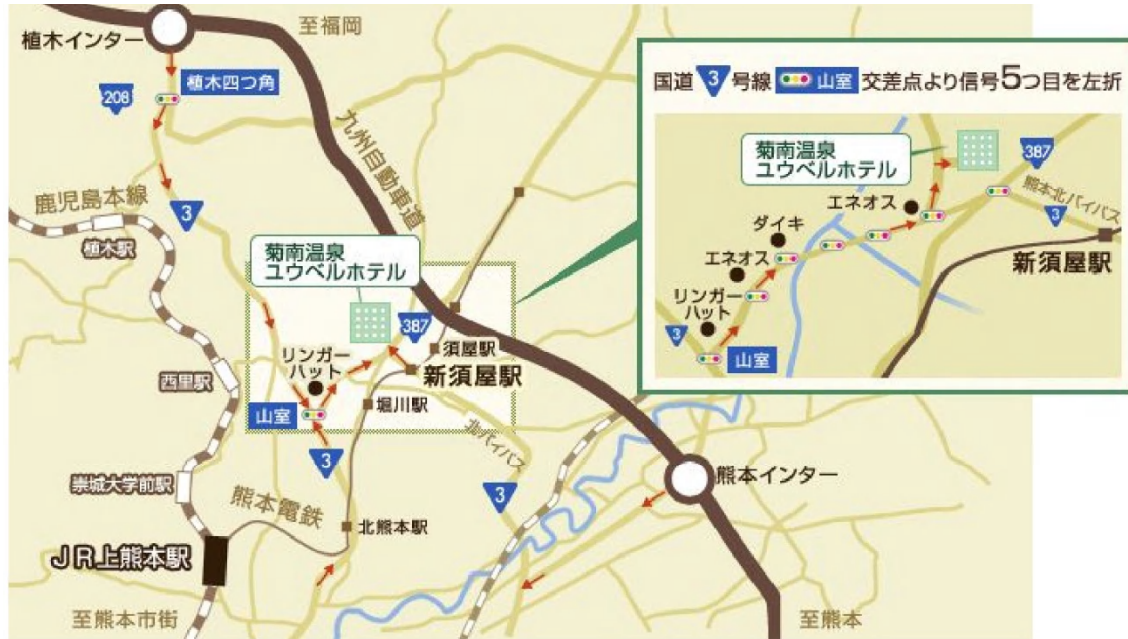 植木インター
至福岡
208
植木四つ角
九州自動車道
鹿児島本線
植木駅
3
菊南温泉
ユウベルホテル
387
須屋駅
新須屋駅
リンガー
ハット
西里駅
山室
堀川駅
北バイパス
3
3
崇城大学前駅
熊本電鉄
北熊本駅
熊本インター
JR上熊本駅
至熊本市街
至熊本
国道3号線 山室 交差点より信号5つ目を左折
菊南温泉
ユウベルホテル
387
エネオス
熊本北バイパス
3
ダイキ
新須屋駅
エネオス
リンガー
ハット
3
山室